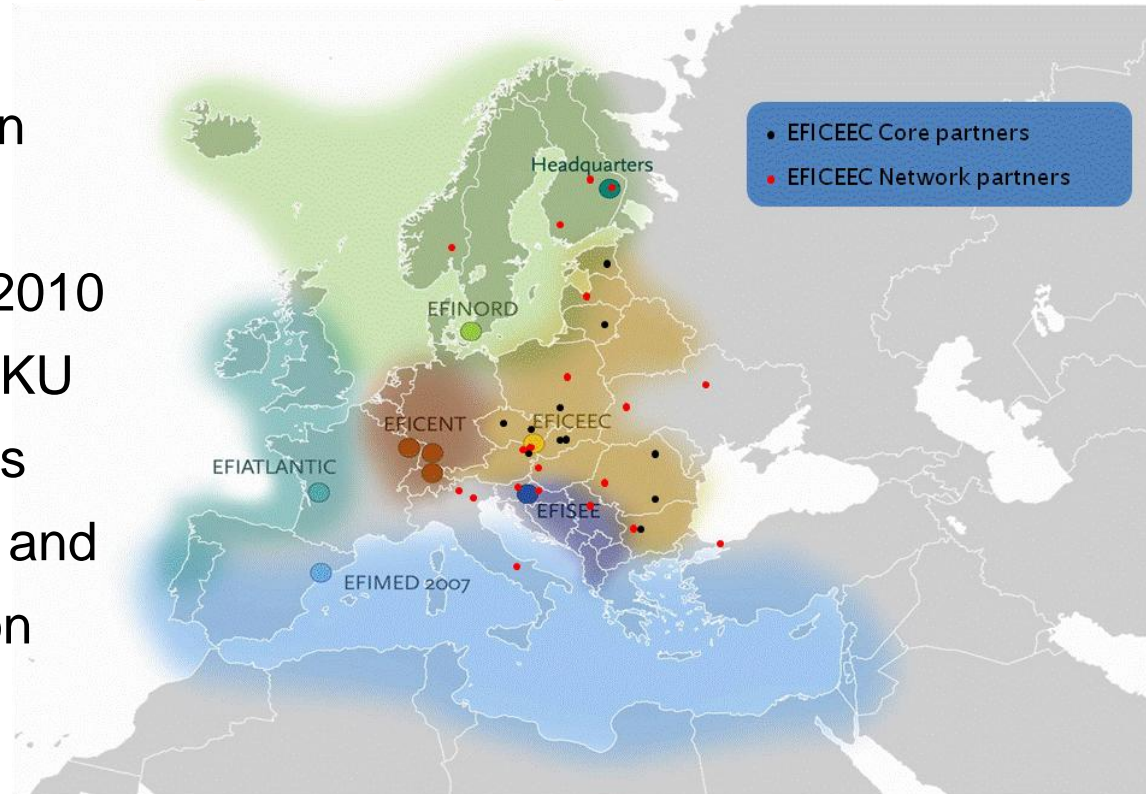 n
2010
KU
s
and
on
EFICEEC Core partners
EFICEEC Network partners
Headquarters
EFINORD
EFICENT
EFICEEC
EFIATLANTIC
EFISEE
EFIMED 2007